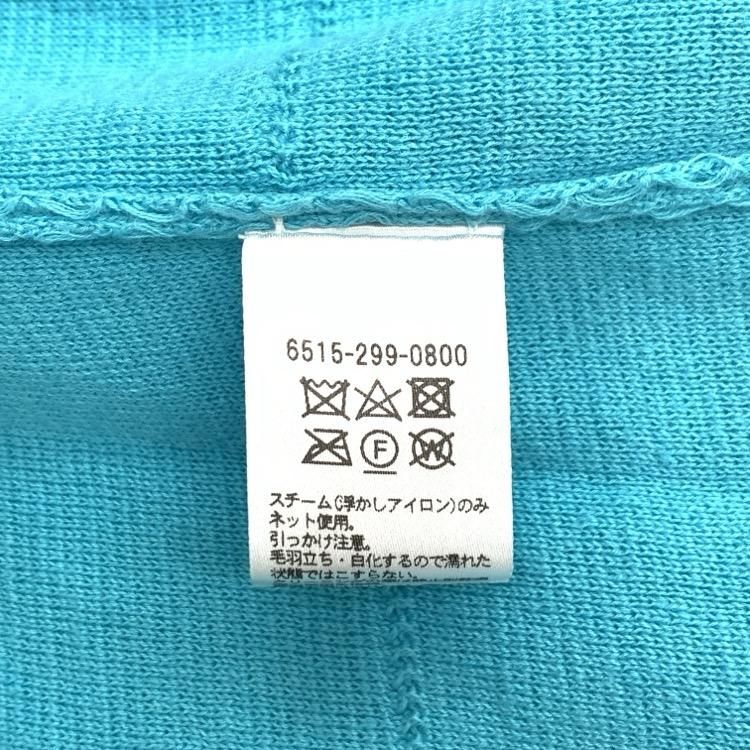 6515-299-0800
F W
スチーム(浮かしアイロン)のみ
ネット使用。
引っかけ注意。
毛羽立ち・白化するので濡れた
状態ではこすらない。